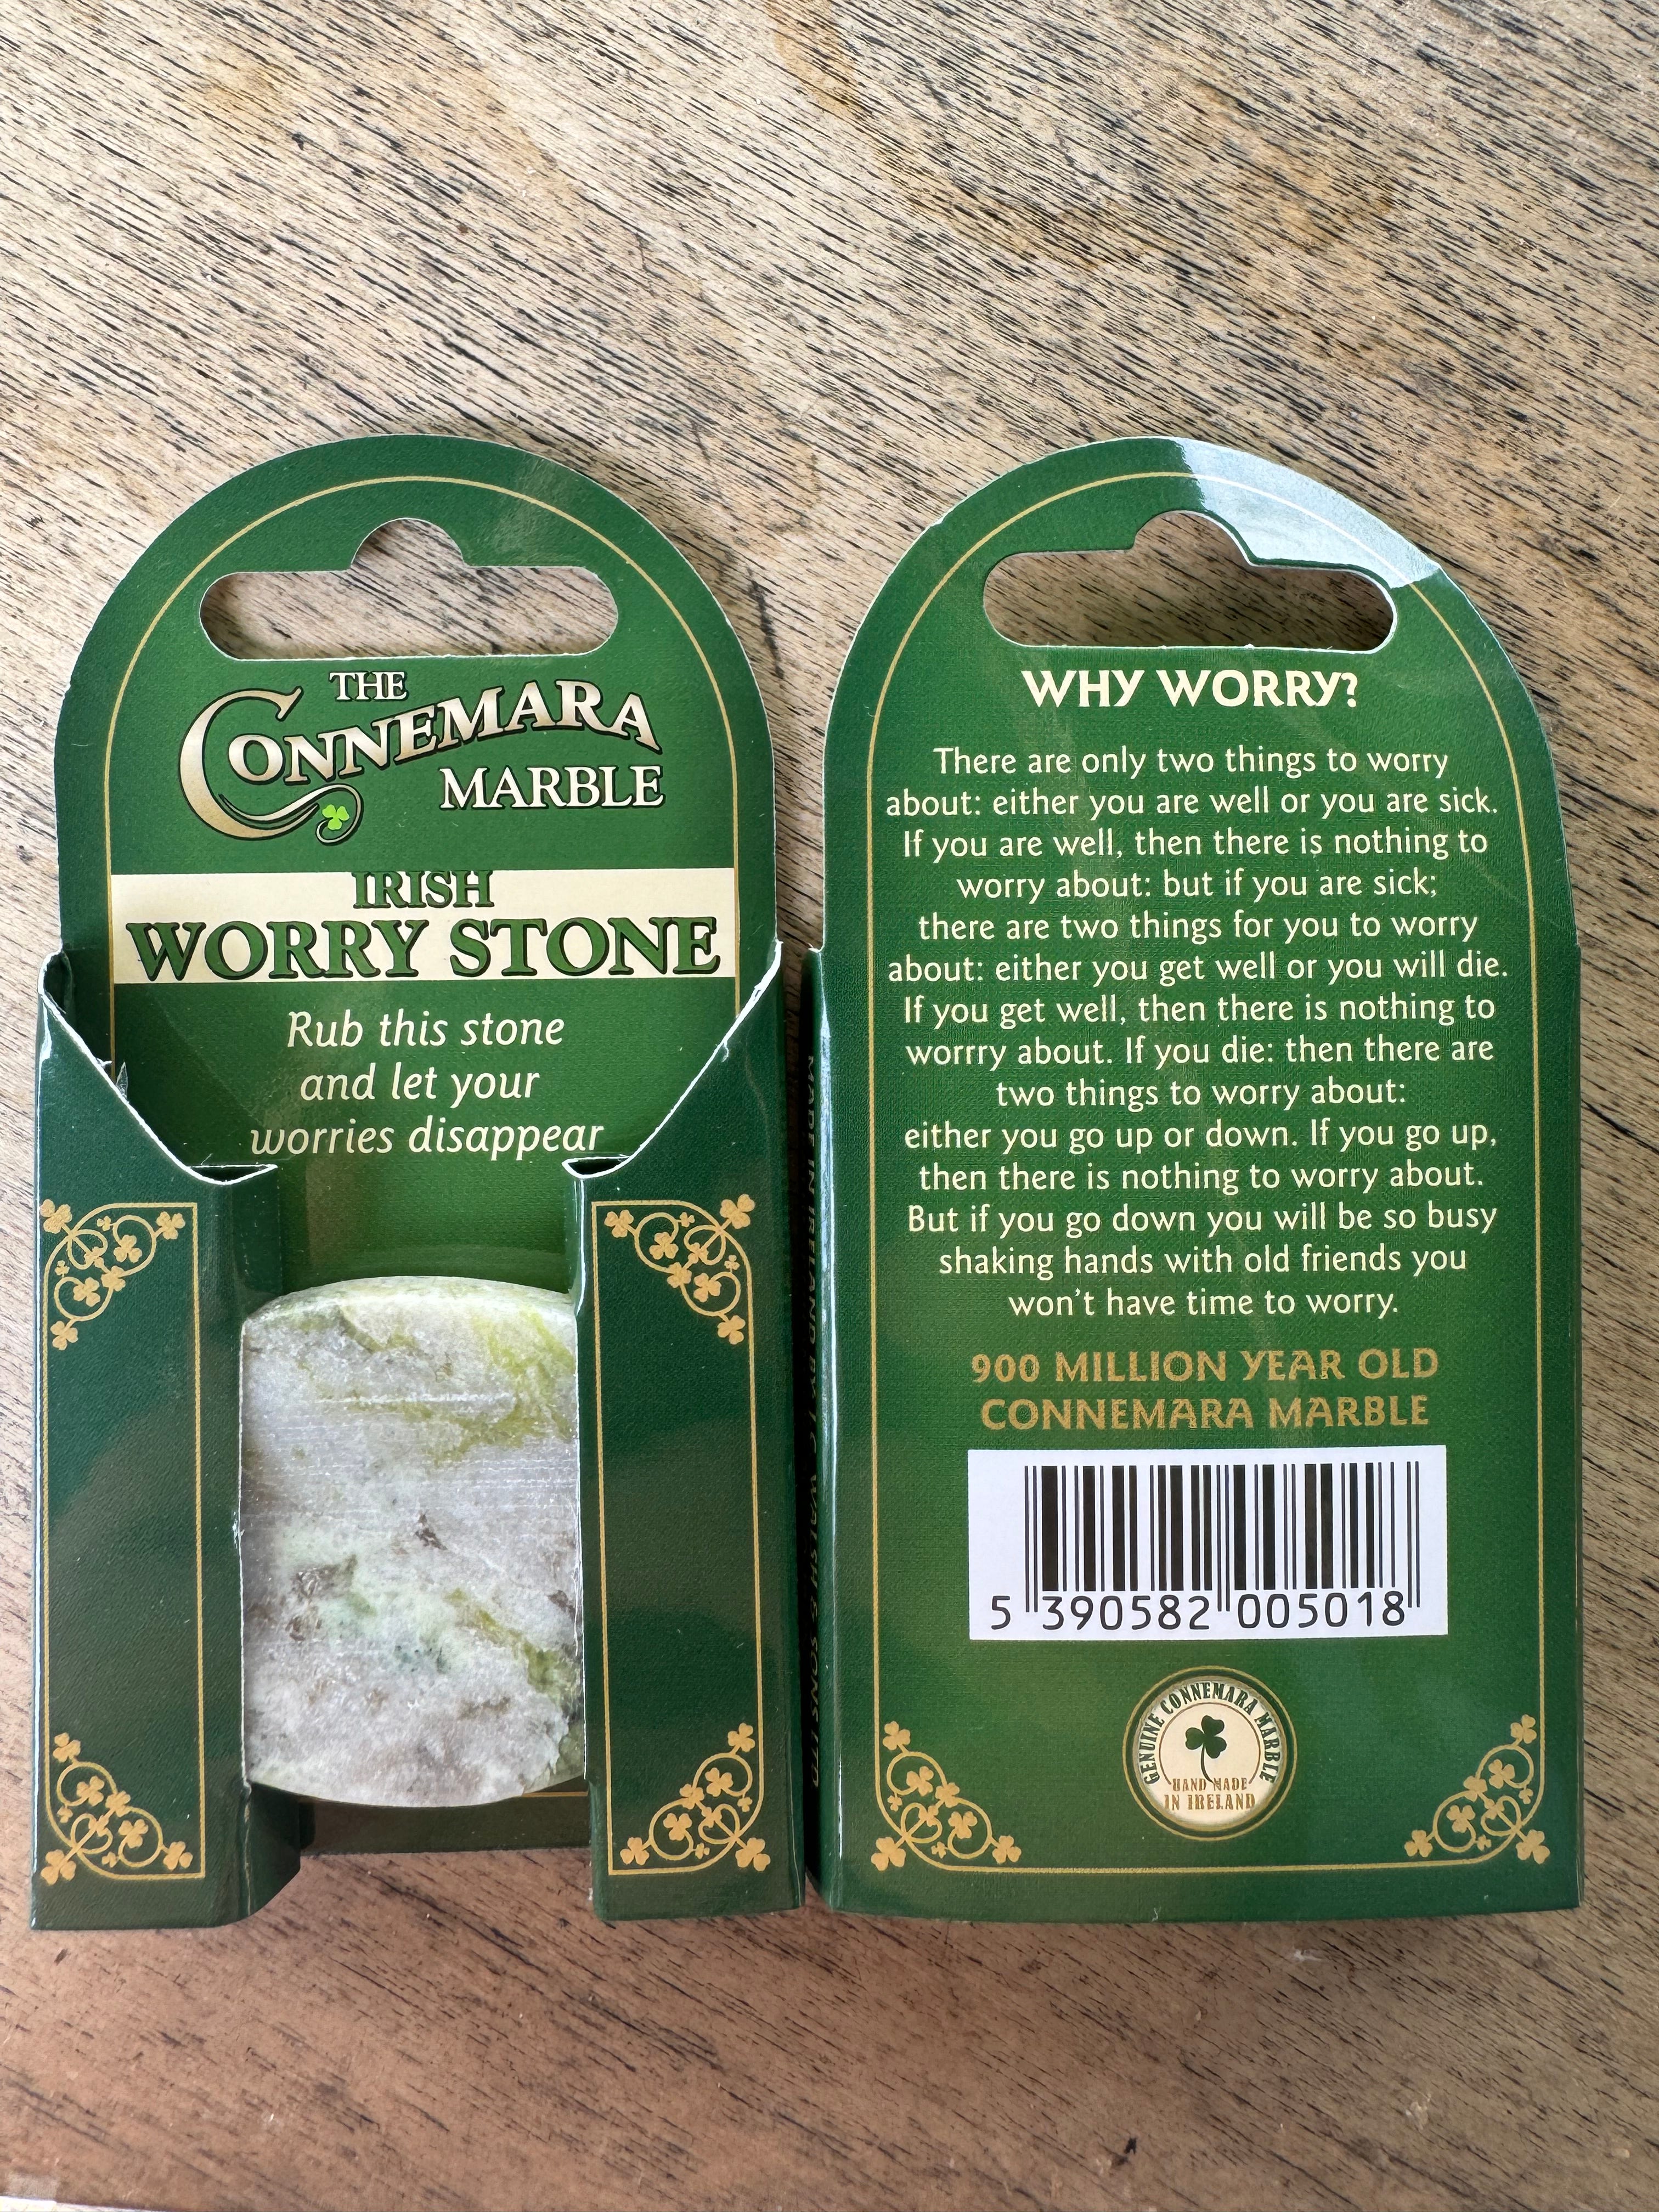 THE
CONNEMARA
MARBLE
IRISH
WORRY STONE
Rub this stone
and let your
worries disappear
MADE IN IRELAND BY J.C. WALSH & SONS LTD
WHY WORRY?
There are only two things to worry
about: either you are well or you are sick.
If you are well, then there is nothing to
worry about: but if you are sick;
there are two things for you to worry
about: either you get well or you will die.
If you get well, then there is nothing to
worrry about. If you die: then there are
two things to worry about:
either you go up or down. If you go up,
then there is nothing to worry about.
But if you go down you will be so busy
shaking hands with old friends you
won't have time to worry.
900 MILLION YEAR OLD
CONNEMARA MARBLE
5 390582 005018
GENUINE CONNEMARA MARBLE
HAND MADE
IN IRELAND